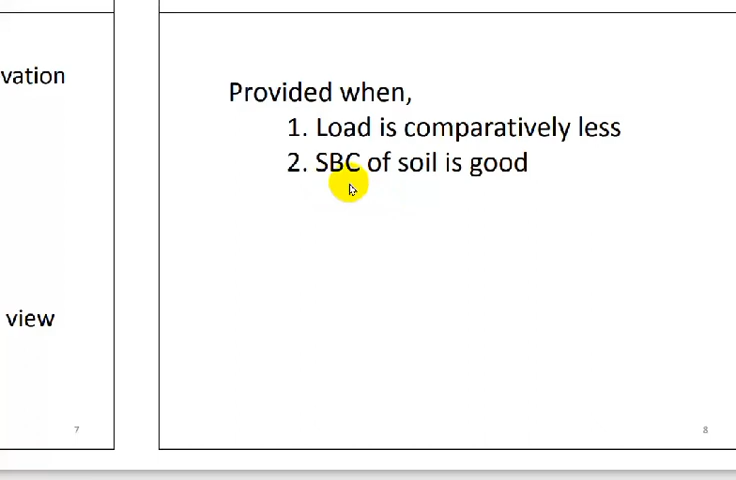 vation
view
7
Provided when,
1. Load is comparatively less
2. SBC of soil is good
8